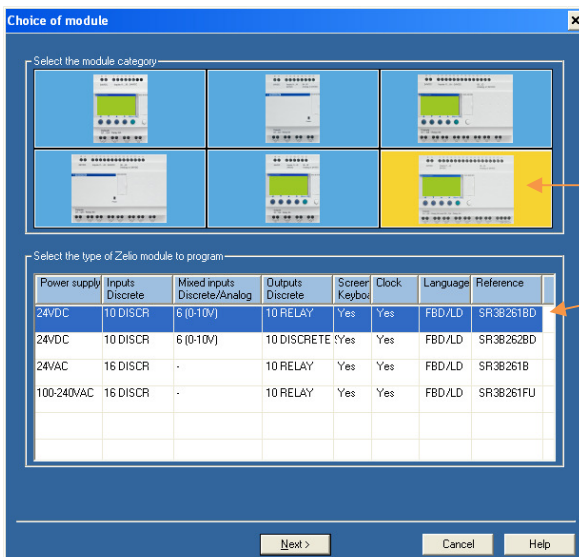 Choice of module
Select the module category
Select the type of Zelio module to program
Power supply Inputs Discrete Mixed inputs Discrete/Analog Outputs Discrete Screen Keyboa Clock Language Reference
24VDC 10 DISCR 6 (0-10V) 10 RELAY Yes Yes FBD/LD SR3B261BD
24VDC 10 DISCR 6 (0-10V) 10 DISCRETE S Yes Yes FBD/LD SR3B262BD
24VAC 16 DISCR - 10 RELAY Yes Yes FBD/LD SR3B261B
100-240VAC 16 DISCR - 10 RELAY Yes Yes FBD/LD SR3B261FU
Next > Cancel Help